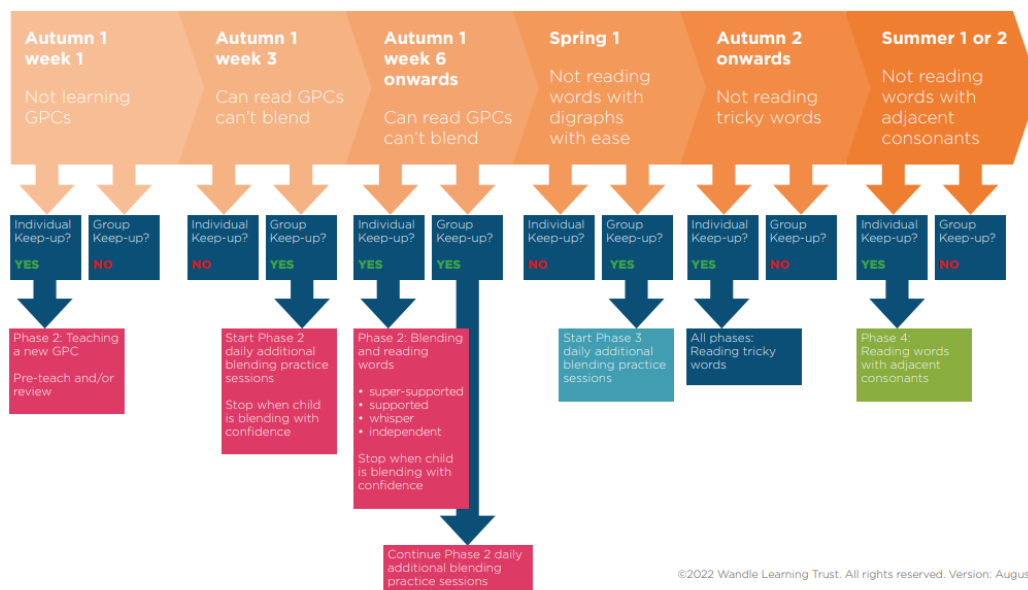 Autumn 1
week 1
Not learning
GPCs
Autumn 1
week 3
Can read GPCs
can't blend
Autumn 1
week 6
onwards
Can read GPCs
can't blend
Spring 1
Not reading
words with
digraphs
with ease
Autumn 2
onwards
Not reading
tricky words
Summer 1 or 2
Not reading
words with
adjacent
consonants
Individual
Keep-up?
YES
Group
Keep-up?
NO
Individual
Keep-up?
NO
Group
Keep-up?
YES
Individual
Keep-up?
YES
Group
Keep-up?
YES
Individual
Keep-up?
NO
Group
Keep-up?
YES
Individual
Keep-up?
YES
Group
Keep-up?
NO
Individual
Keep-up?
YES
Group
Keep-up?
NO
Phase 2: Teaching
a new GPC
Pre-teach and/or
review
Start Phase 2
daily additional
blending practice
sessions
Stop when child
is blending with
confidence
Phase 2: Blending
and reading
words
• super-supported
• supported
• whisper
• independent
Stop when child
is blending with
confidence
Start Phase 3
daily additional
blending practice
sessions
All phases:
Reading tricky
words
Phase 4:
Reading words
with adjacent
consonants
Continue Phase 2 daily
additional blending
practice sessions
©2022 Wandle Learning Trust. All rights reserved. Version: Augus